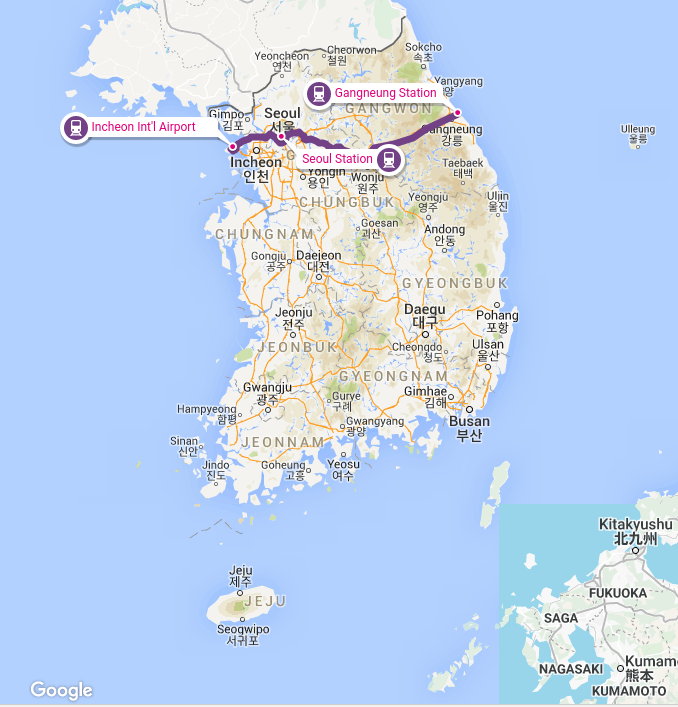 Sokcho
속초
Cheorwon
철원
Yeoncheon
연천
Yangyang
양양
Gangneung Station
GANGWON
Gimpo
김포
Seoul
서울
Incheon Int'l Airport
Gangneung
강릉
Ulleung
울릉
Seoul Station
Incheon
인천
Yongin
용인
Wonju
원주
Taebaek
태백
CHUNGBUK
Yeongju
영주
Uljin
울진
CHUNGNAM
Goesan
괴산
Andong
안동
Gongju
공주
Daejeon
대전
GYEONGBUK
Jeonju
전주
Daegu
대구
Pohang
포항
JEONBUK
Cheongdo
청도
Ulsan
울산
GYEONGNAM
Gwangju
광주
Gurye
구례
Gimhae
김해
Hampyeong
함평
Gwangyang
광양
Busan
부산
Sinan
신안
JEONNAM
Jindo
진도
Goheung
고흥
Yeosu
여수
Kitakyushu
北九州
Jeju
제주
JEJU
FUKUOKA
Seogwipo
서귀포
SAGA
NAGASAKI
Kumamo
熊本
KUMAMOTO
Google